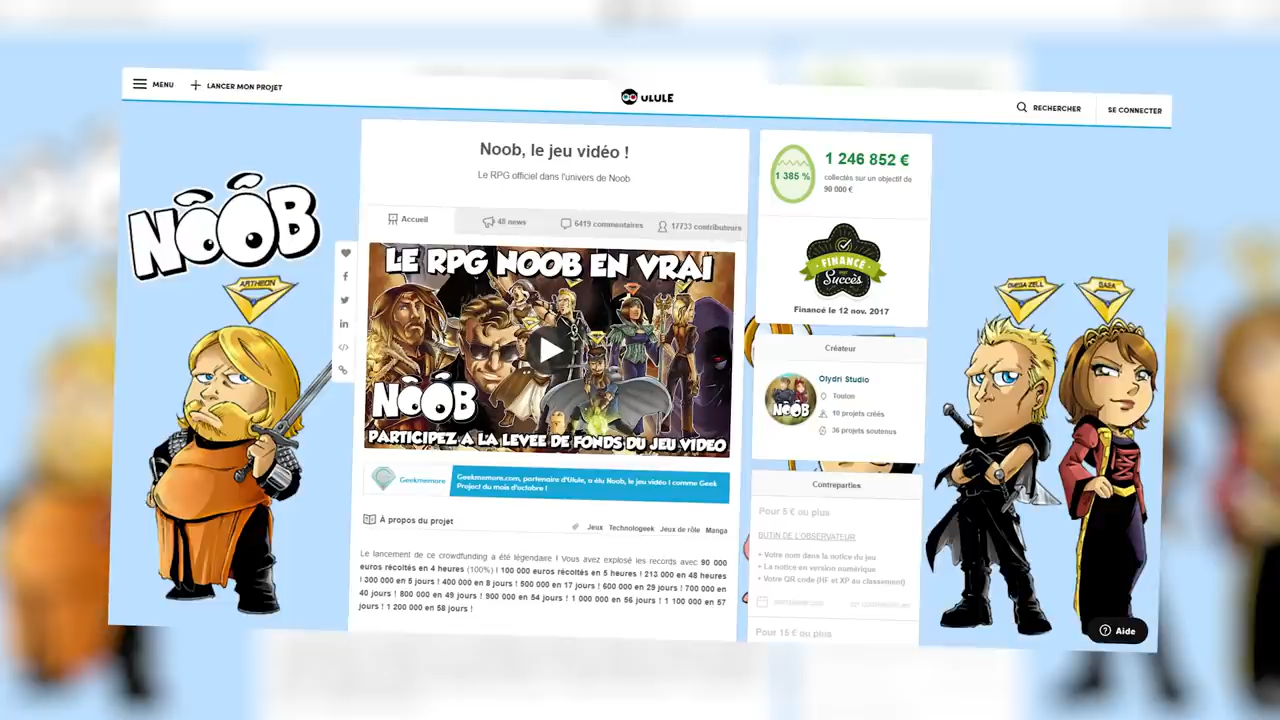 MENU
LANCER MON PROJET
ULULE
RECHERCHER
SE CONNECTER
Noob, le jeu vidéo !
Le RPG officiel dans l'univers de Noob
Accueil
48 news
6419 commentaires
17733 contributeurs
1 385 %
1 246 852 €
collectés sur un objectif de
90 000 €
FINANCÉ
avec
Succès
Financé le 12 nov. 2017
NOOB
ARTHEON
LE RPG NOOB EN VRAI
NOOB
PARTICIPEZ A LA LEVEE DE FONDS DU JEU VIDEO
Créateur
Olydri Studio
NOOB
Toulon
10 projets créés
36 projets soutenus
OMEGA ZELL
GAEA
Geekmemore
Geekmemore.com, partenaire d'Ulule, a élu Noob, le jeu vidéo ! comme Geek
Project du mois d'octobre !
À propos du projet
Jeux Technologeek Jeux de rôle Manga
Le lancement de ce crowdfunding a été légendaire ! Vous avez explosé les records avec 90 000
euros récoltés en 4 heures (100%) ! 100 000 euros récoltés en 5 heures ! 213 000 en 48 heures
! 300 000 en 5 jours ! 400 000 en 8 jours ! 500 000 en 17 jours ! 600 000 en 29 jours ! 700 000 en
40 jours ! 800 000 en 49 jours ! 900 000 en 54 jours ! 1 000 000 en 56 jours ! 1 100 000 en 57
jours ! 1 200 000 en 58 jours !
Contreparties
Pour 5 € ou plus
BUTIN DE L'OBSERVATEUR
+ Votre nom dans la notice du jeu
+ La notice en version numérique
+ Votre QR code (HF et XP au classement)
Pour 15 € ou plus
Aide